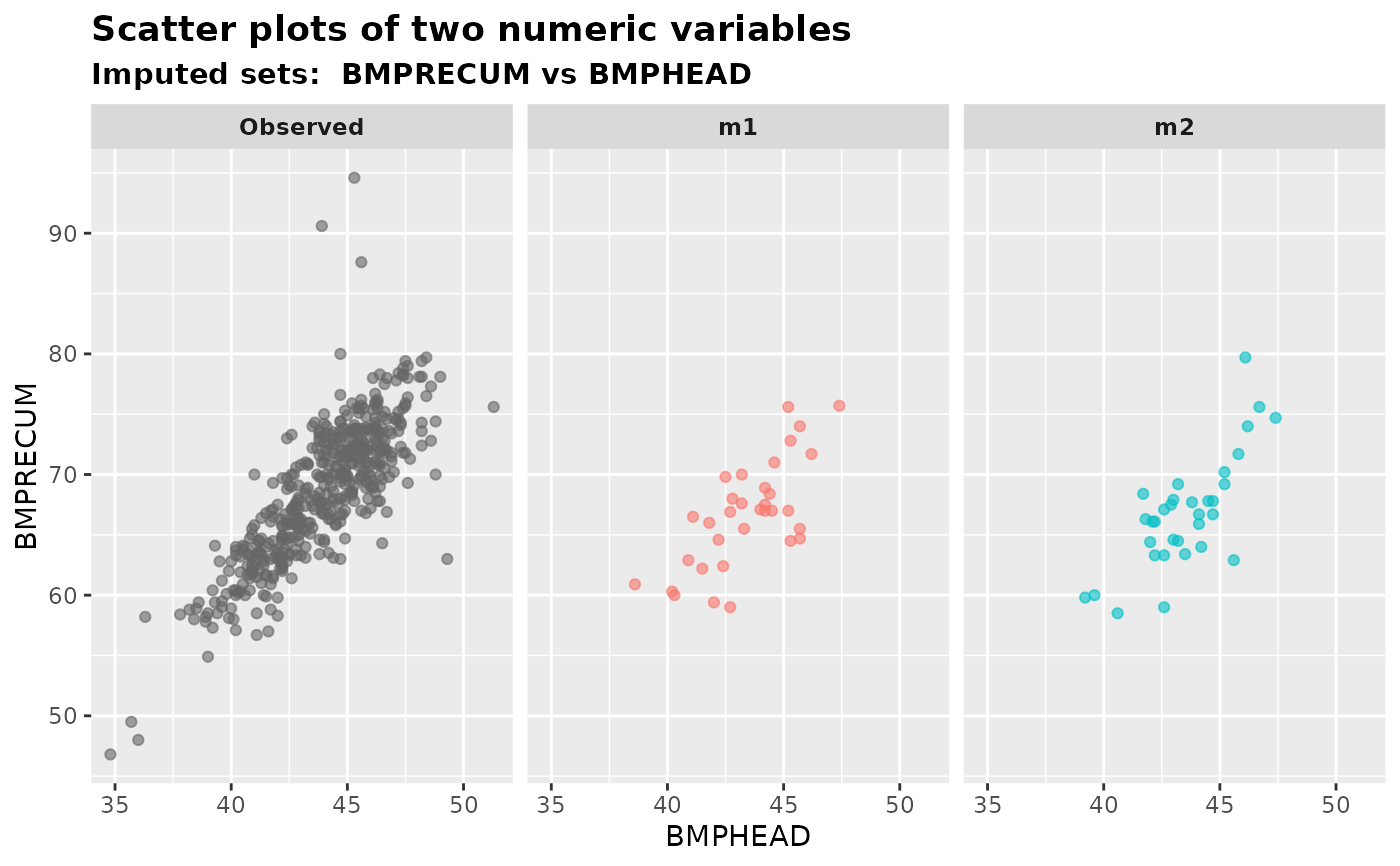 Scatter plots of two numeric variables
Imputed sets:  BMPRECUM vs BMPHEAD
Observed m1 m2
90
80
70
60
50
BMPRECUM
35 40 45 50 35 40 45 50 35 40 45 50
BMPHEAD